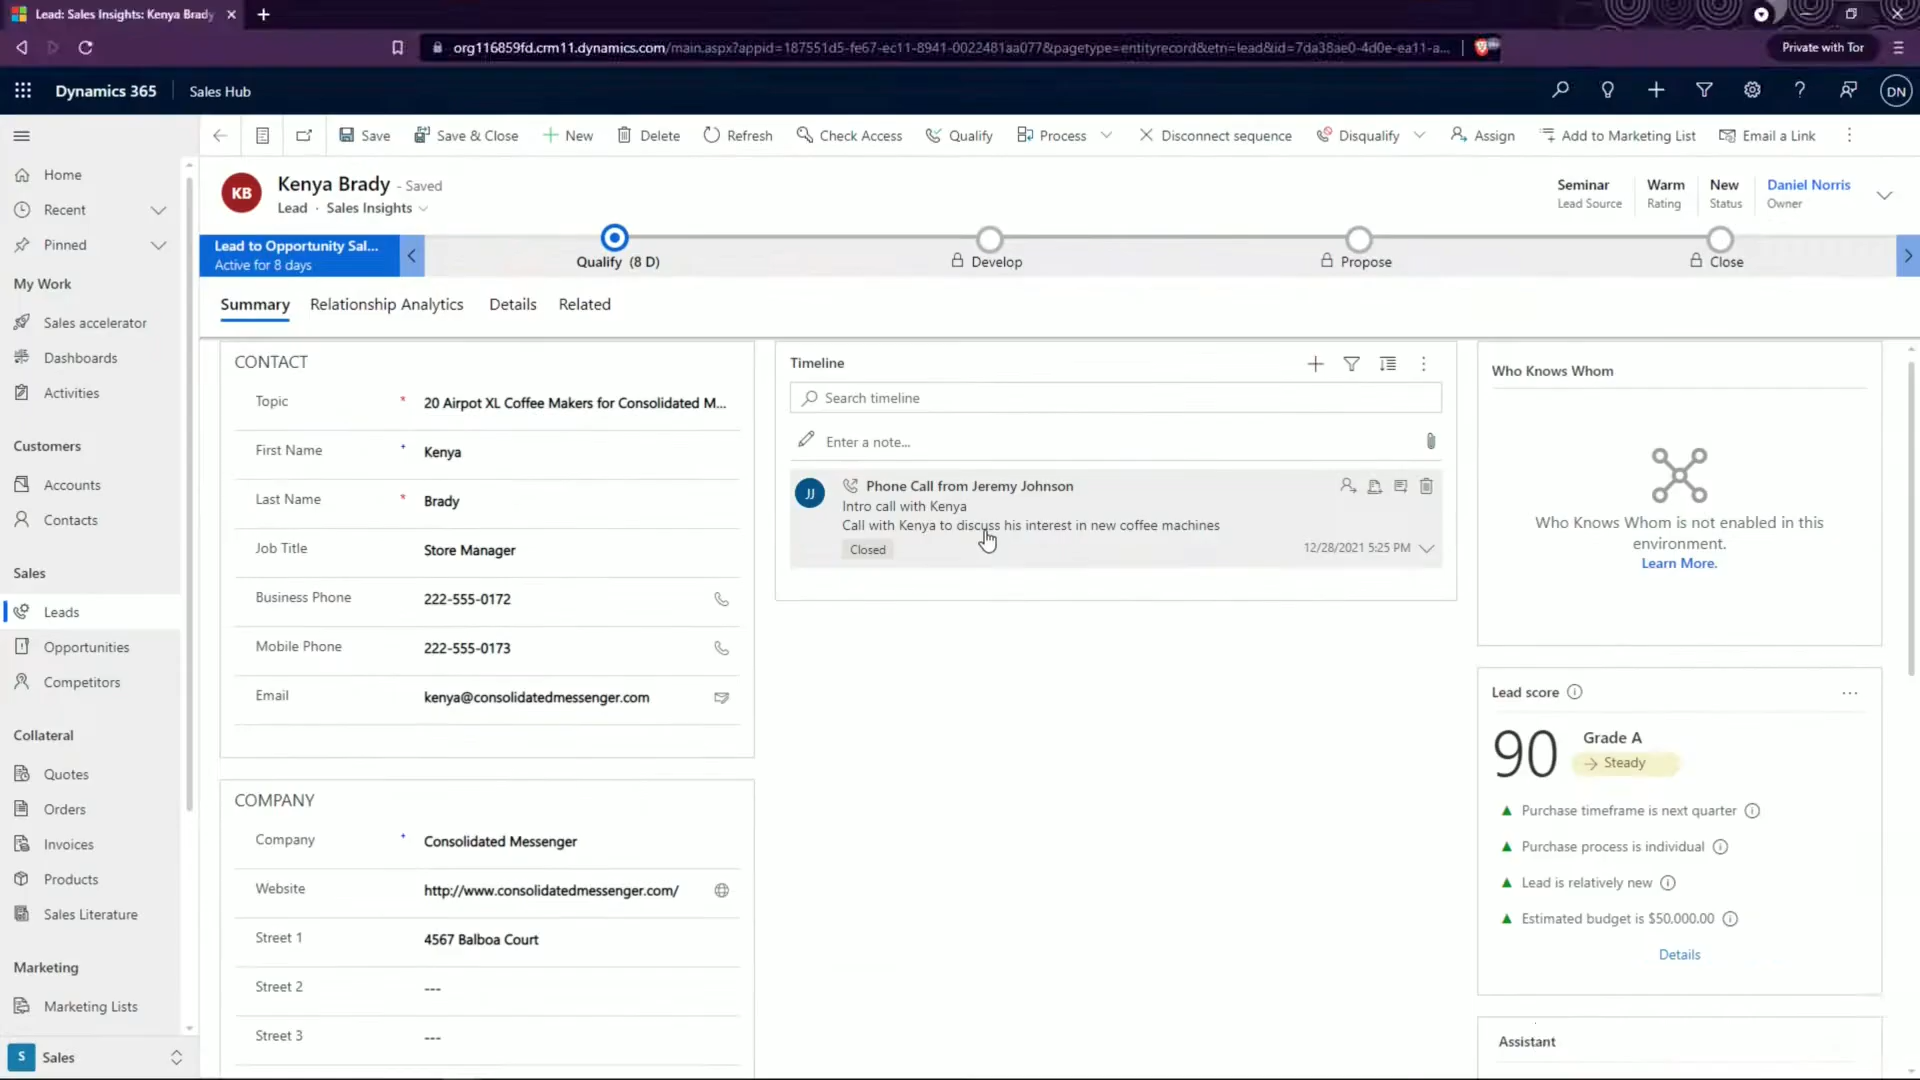 Lead: Sales Insights: Kenya Brady
org116859fd.crm11.dynamics.com/main.aspx?appid=187551d5-fe67-ec11-8941-0022481aa077&pagetype=entityrecord&etn=lead&id=7da38ae0-4d0e-ea11-a...
Private with Tor
Dynamics 365
Sales Hub
DN
Save
Save & Close
New
Delete
Refresh
Check Access
Qualify
Process
Disconnect sequence
Disqualify
Assign
Add to Marketing List
Email a Link
Home
Recent
Pinned
My Work
Sales accelerator
Dashboards
Activities
Customers
Accounts
Contacts
Sales
Leads
Opportunities
Competitors
Collateral
Quotes
Orders
Invoices
Products
Sales Literature
Marketing
Marketing Lists
S Sales
KB
Kenya Brady - Saved
Lead · Sales Insights
Seminar
Lead Source
Warm
Rating
New
Status
Daniel Norris
Owner
Lead to Opportunity Sal...
Active for 8 days
Qualify (8 D)
Develop
Propose
Close
Summary
Relationship Analytics
Details
Related
CONTACT
Topic * 20 Airpot XL Coffee Makers for Consolidated M...
First Name + Kenya
Last Name * Brady
Job Title Store Manager
Business Phone 222-555-0172
Mobile Phone 222-555-0173
Email kenya@consolidatedmessenger.com
COMPANY
Company + Consolidated Messenger
Website http://www.consolidatedmessenger.com/
Street 1 4567 Balboa Court
Street 2 ---
Street 3 ---
Timeline
Search timeline
Enter a note...
JJ
Phone Call from Jeremy Johnson
Intro call with Kenya
Call with Kenya to discuss his interest in new coffee machines
Closed
12/28/2021 5:25 PM
Who Knows Whom
Who Knows Whom is not enabled in this
environment.
Learn More.
Lead score
90
Grade A
Steady
Purchase timeframe is next quarter
Purchase process is individual
Lead is relatively new
Estimated budget is $50,000.00
Details
Assistant